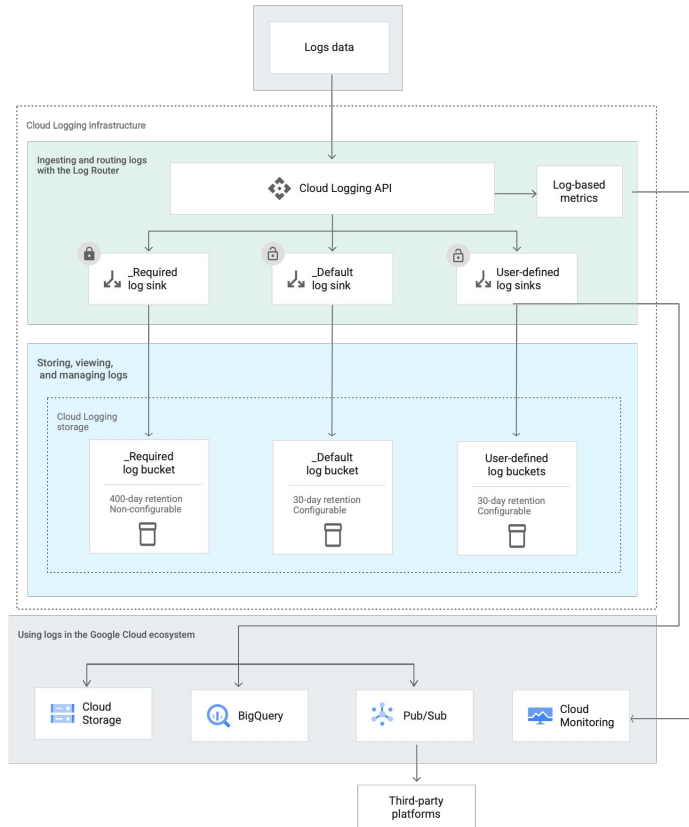 Logs data
Cloud Logging infrastructure
Ingesting and routing logs
with the Log Router
Cloud Logging API
Log-based
metrics
_Required
log sink
_Default
log sink
User-defined
log sinks
Storing, viewing,
and managing logs
Cloud Logging
storage
_Required
log bucket
400-day retention
Non-configurable
_Default
log bucket
30-day retention
Configurable
User-defined
log buckets
30-day retention
Configurable
Using logs in the Google Cloud ecosystem
Cloud
Storage
BigQuery
Pub/Sub
Cloud
Monitoring
Third-party
platforms